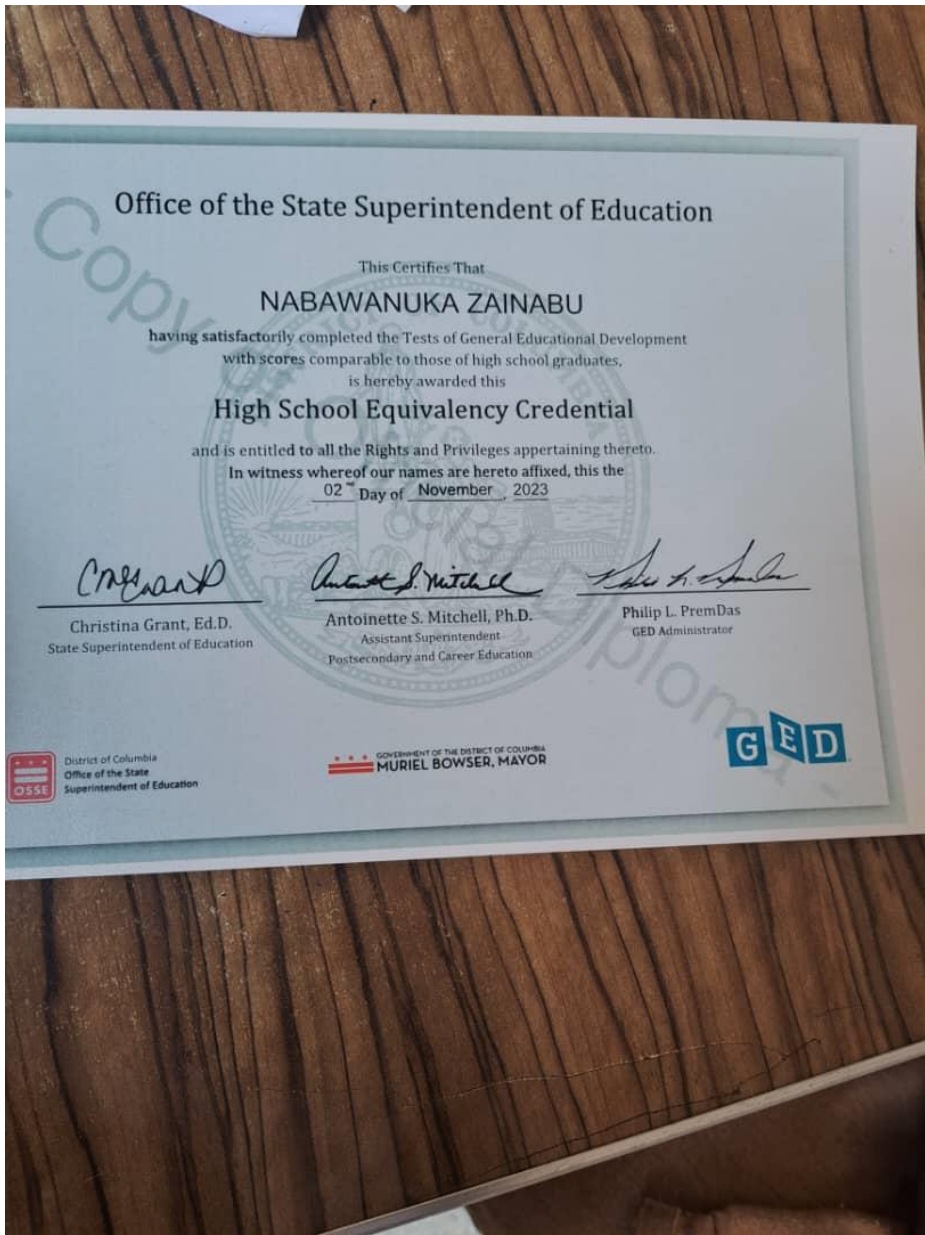 Office of the State Superintendent of Education
This Certifies That
NABAWANUKA ZAINABU
having satisfactorily completed the Tests of General Educational Development
with scores comparable to those of high school graduates,
is hereby awarded this
High School Equivalency Credential
and is entitled to all the Rights and Privileges appertaining thereto.
In witness whereof our names are hereto affixed, this the
02 Day of November, 2023
Christina Grant, Ed.D.
State Superintendent of Education
Antoinette S. Mitchell, Ph.D.
Assistant Superintendent
Postsecondary and Career Education
Philip L. PremDas
GED Administrator
OSSE
District of Columbia
Office of the State
Superintendent of Education
GOVERNMENT OF THE DISTRICT OF COLUMBIA
MURIEL BOWSER, MAYOR
GED
Copy of Original Diploma -